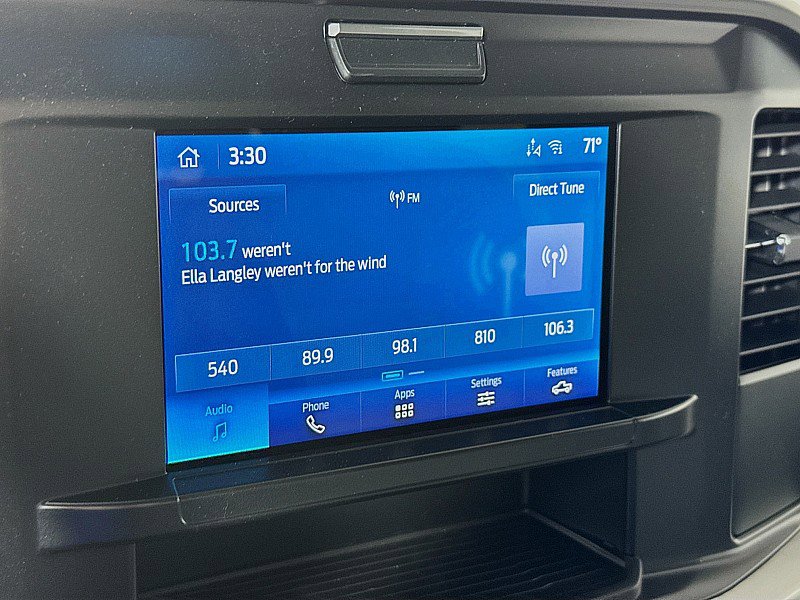 3:30
71°
Sources
FM
Direct Tune
103.7 weren't
Ella Langley weren't for the wind
540
89.9
98.1
810
106.3
Audio
Phone
Apps
Settings
Features